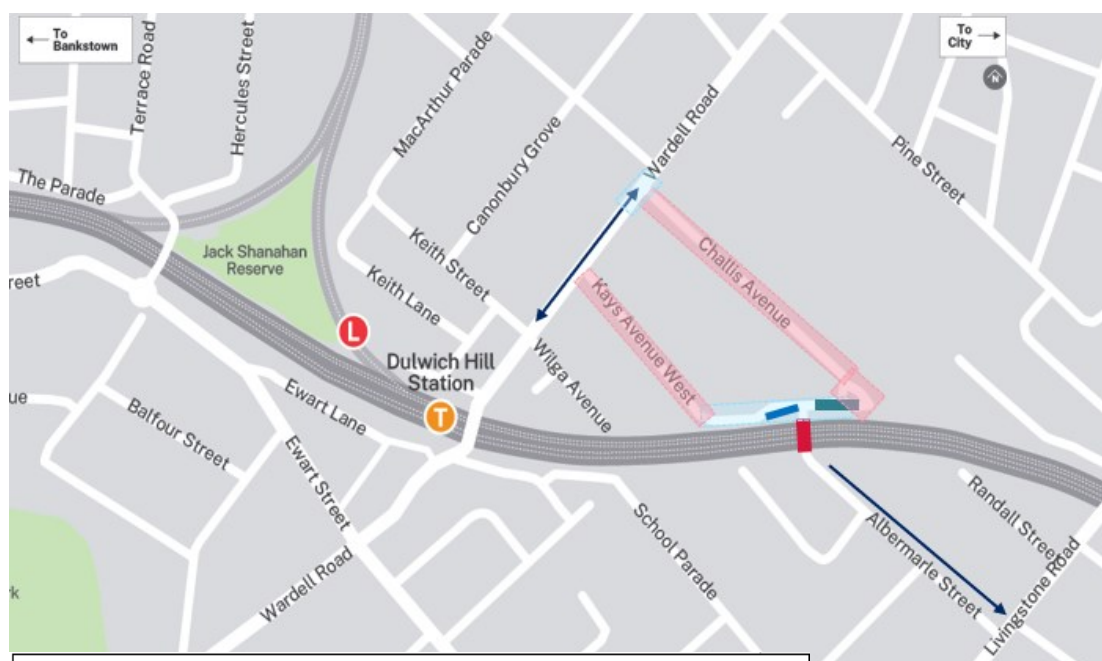 ← To
Bankstown
To →
City
N
Terrace Road
Hercules Street
MacArthur Parade
Canonbury Grove
Wardell Road
Pine Street
The Parade
Jack Shanahan
Reserve
Keith Street
Keith Lane
Challis Avenue
Kays Avenue West
Wilga Avenue
reet
L
Dulwich Hill
Station
T
Ewart Lane
ue
Balfour Street
Ewart Street
School Parade
Randall Street
Albermarle Street
Livingstone Road
Wardell Road
rk